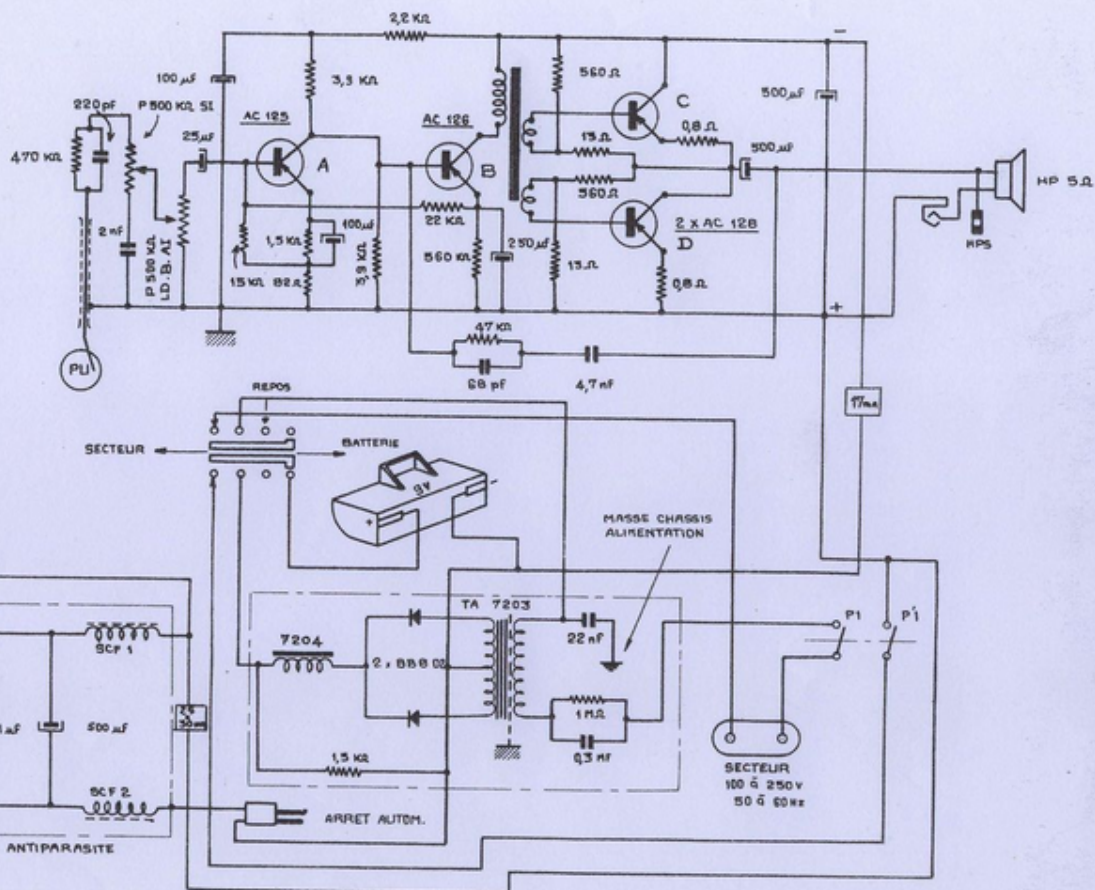 2,2 KΩ
−
100 µF
3,9 KΩ
560 Ω
500 µF
220 pf
P 500 KΩ SI
25 µF
AC 125
AC 126
C
0,8 Ω
470 KΩ
A
B
15 Ω
500 µF
HP 5 Ω
560 Ω
2 nf
P 500 KΩ
LD. B. AI
22 KΩ
100 µf
1,5 KΩ
250 µf
2 x AC 128
HPS
D
15 KΩ
82 Ω
3,9 KΩ
560 KΩ
15 Ω
0,8 Ω
+
47 KΩ
PU
68 pf
4,7 nf
REPOS
17 ma
SECTEUR
BATTERIE
+
−
MASSE CHASSIS
ALIMENTATION
TA 7203
P1
P'1
7204
22 nf
SCF 1
1 MΩ
500 µf
0,3 nf
1,5 KΩ
SECTEUR
100 à 250 V
50 à 60 Hz
SCF 2
ARRET AUTOM.
ANTIPARASITE